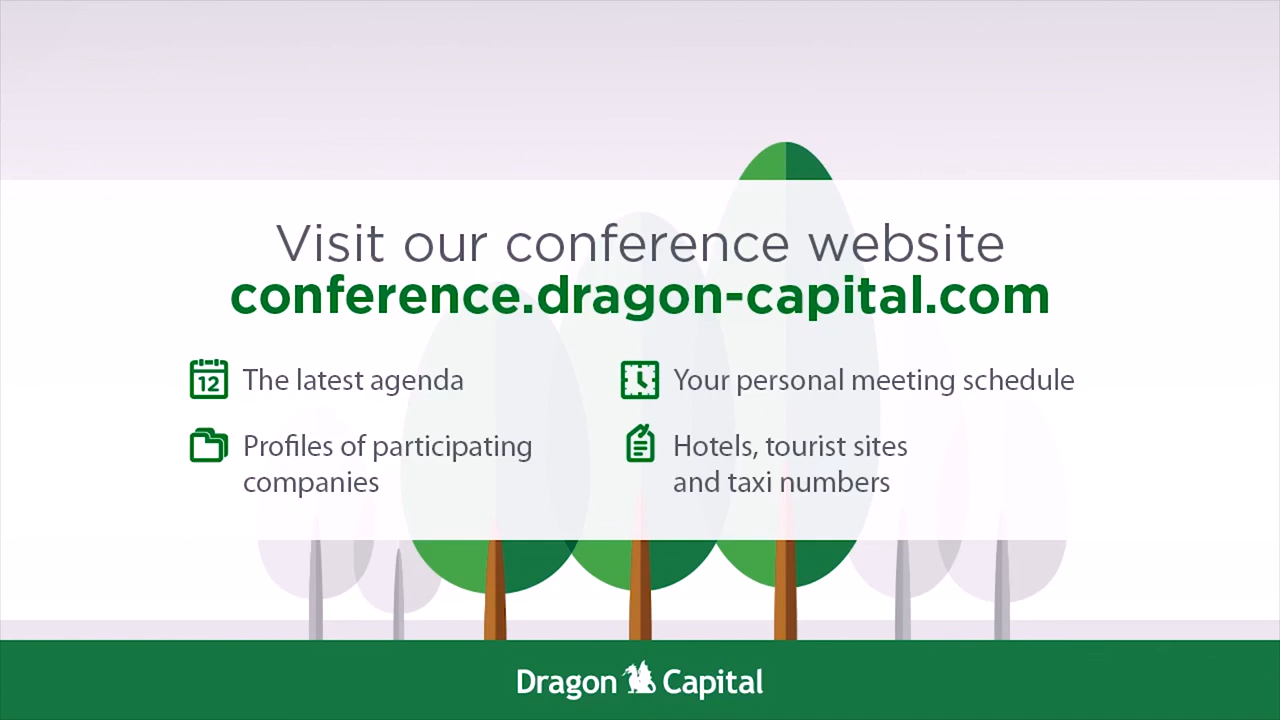 Visit our conference website
conference.dragon-capital.com
12 The latest agenda
Your personal meeting schedule
Profiles of participating
companies
Hotels, tourist sites
and taxi numbers
Dragon Capital